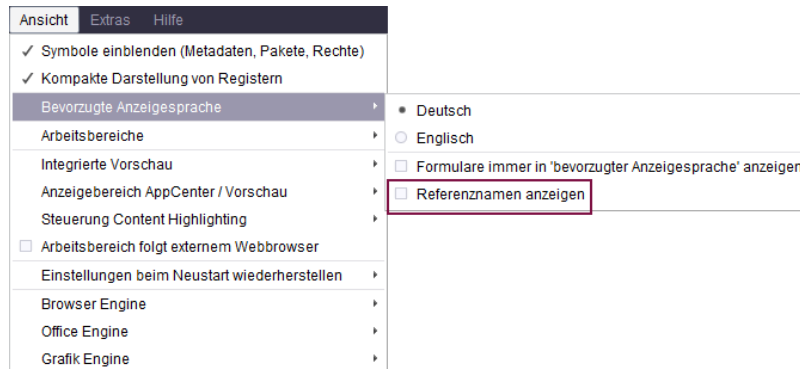 Ansicht Extras Hilfe
Symbole einblenden (Metadaten, Pakete, Rechte)
Kompakte Darstellung von Registern
Bevorzugte Anzeigesprache
Arbeitsbereiche
Integrierte Vorschau
Anzeigebereich AppCenter / Vorschau
Steuerung Content Highlighting
Arbeitsbereich folgt externem Webbrowser
Einstellungen beim Neustart wiederherstellen
Browser Engine
Office Engine
Grafik Engine
Deutsch
Englisch
Formulare immer in 'bevorzugter Anzeigesprache' anzeigen
Referenznamen anzeigen